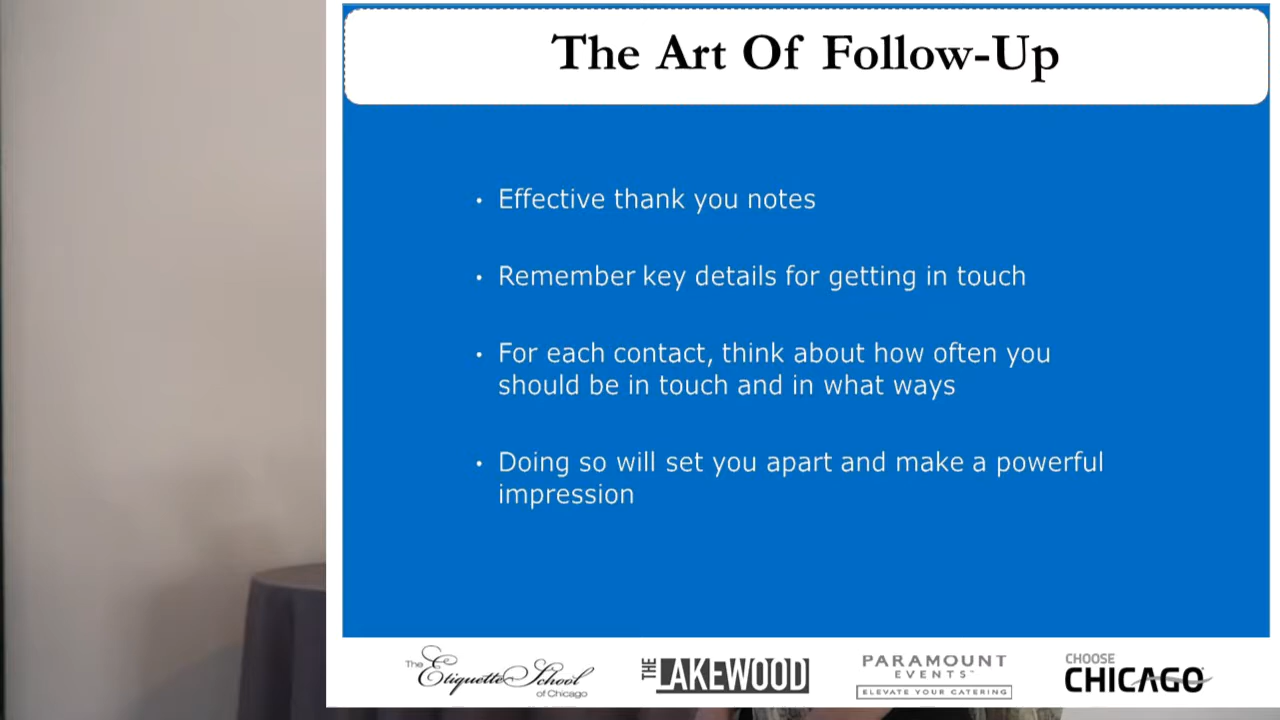 The Art Of Follow-Up
• Effective thank you notes
• Remember key details for getting in touch
• For each contact, think about how often you
should be in touch and in what ways
• Doing so will set you apart and make a powerful
impression
The Etiquette School
of Chicago
THE LAKEWOOD
PARAMOUNT
EVENTS
ELEVATE YOUR CATERING
CHOOSE
CHICAGO